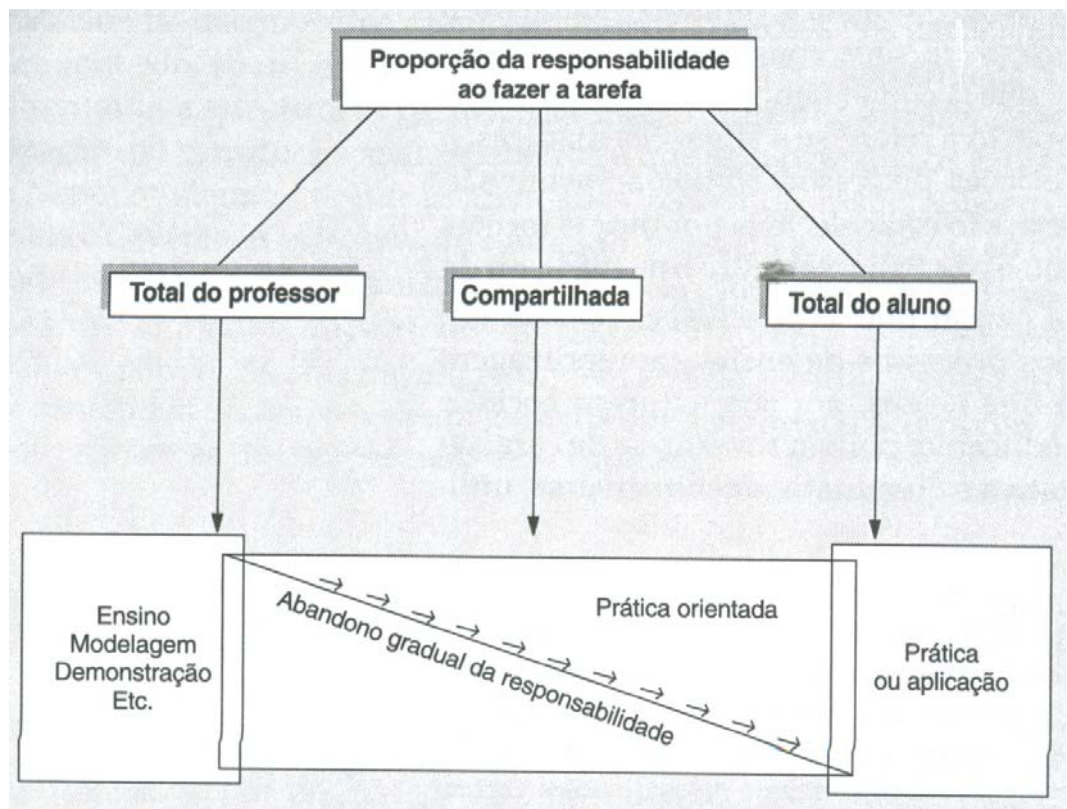 Proporção da responsabilidade
ao fazer a tarefa
Total do professor
Compartilhada
Total do aluno
Ensino
Modelagem
Demonstração
Etc.
Abandono gradual da responsabilidade
Prática orientada
Prática
ou aplicação